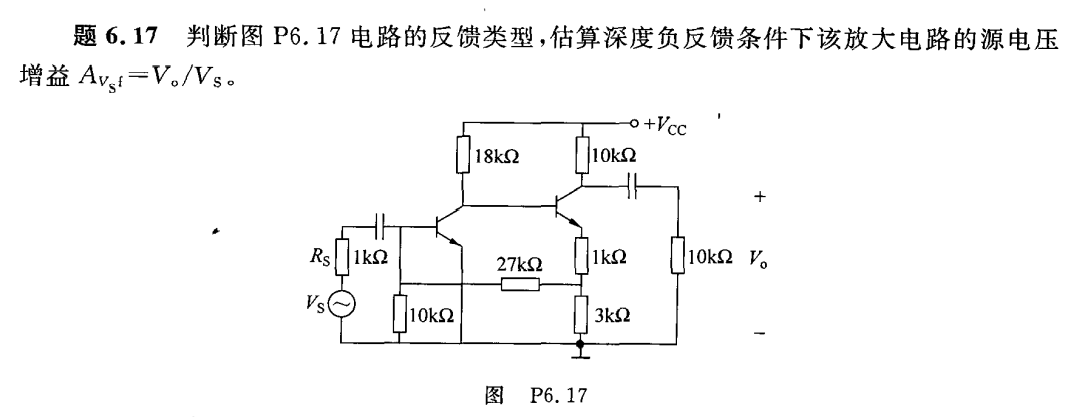 题 6.17 判断图 P6.17 电路的反馈类型,估算深度负反馈条件下该放大电路的源电压
增益 A_{V_S f}=V_o/V_S。
+V_CC
18kΩ
10kΩ
+
R_S
1kΩ
27kΩ
1kΩ
10kΩ
V_o
V_S
10kΩ
3kΩ
−
图 P6.17